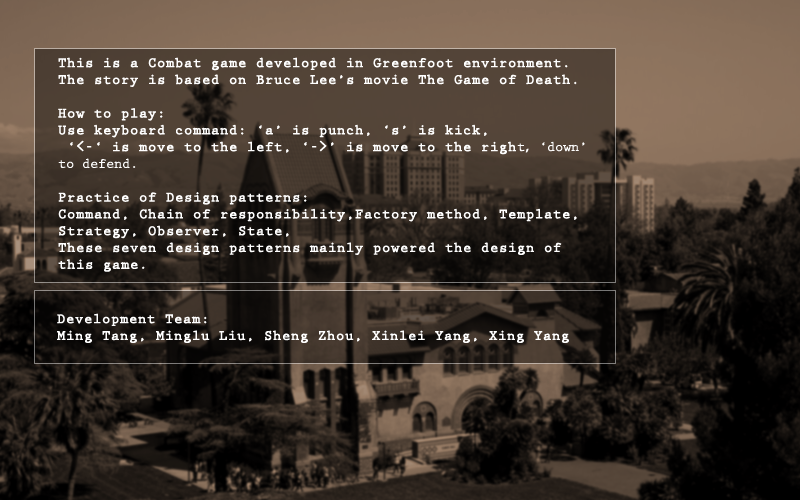 This is a Combat game developed in Greenfoot environment.
The story is based on Bruce Lee's movie The Game of Death.
How to play:
Use keyboard command: ‘a’ is punch, ‘s’ is kick,
‘<-‘ is move to the left, ‘->’ is move to the right, ‘down’
to defend.
Practice of Design patterns:
Command, Chain of responsibility,Factory method, Template,
Strategy, Observer, State,
These seven design patterns mainly powered the design of
this game.
Development Team:
Ming Tang, Minglu Liu, Sheng Zhou, Xinlei Yang, Xing Yang